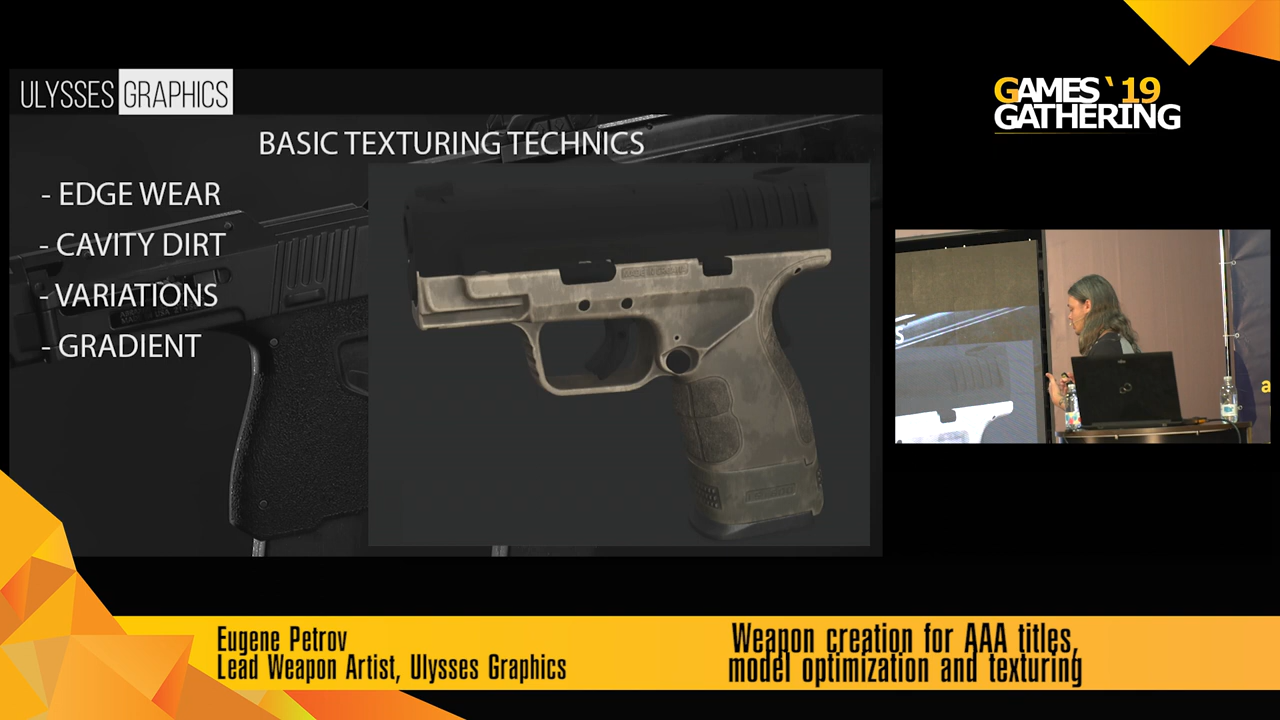 ULYSSES GRAPHICS
BASIC TEXTURING TECHNICS
- EDGE WEAR
- CAVITY DIRT
- VARIATIONS
- GRADIENT
GAMES '19
GATHERING
Eugene Petrov
Lead Weapon Artist, Ulysses Graphics
Weapon creation for AAA titles,
model optimization and texturing